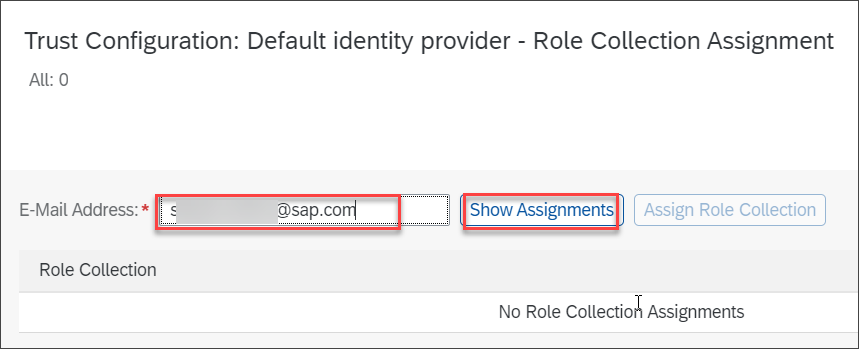 Trust Configuration: Default identity provider - Role Collection Assignment
All: 0
E-Mail Address: * @sap.com Show Assignments Assign Role Collection
Role Collection
No Role Collection Assignments